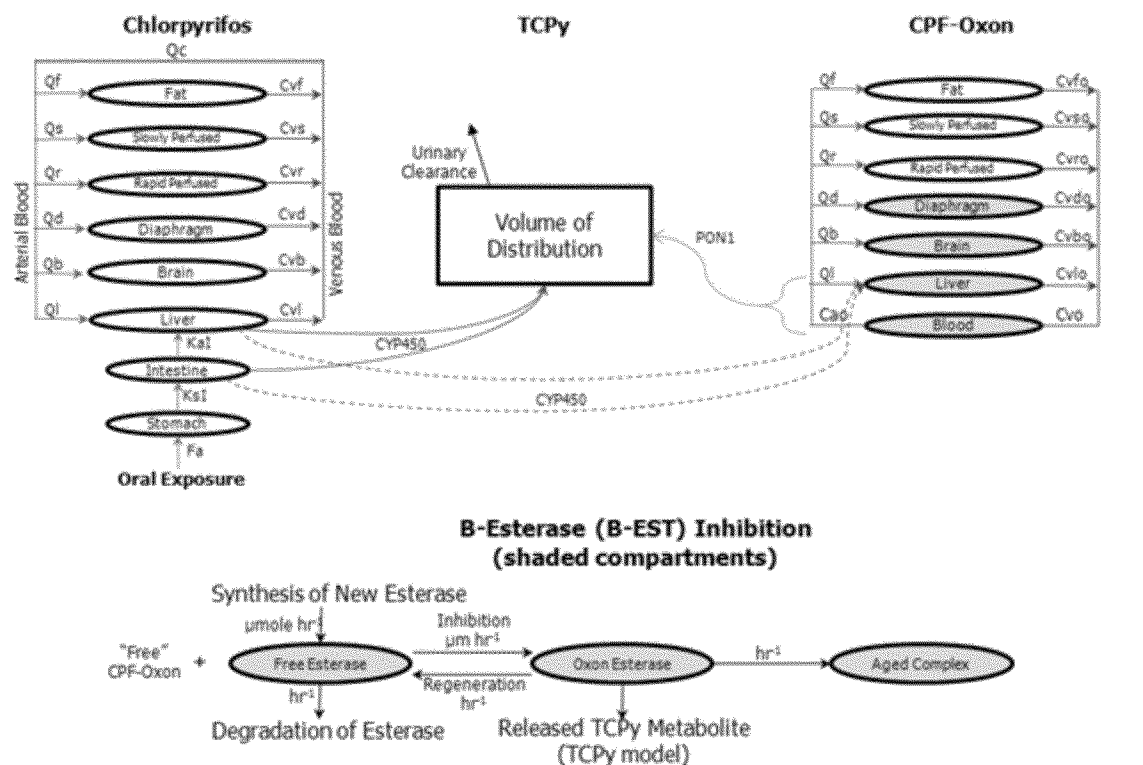 Chlorpyrifos
TCPy
CPF-Oxon
Qc
Qf
Fat
Cvf
Qs
Slowly Perfused
Cvs
Qr
Rapid Perfused
Cvr
Qd
Diaphragm
Cvd
Qb
Brain
Cvb
Ql
Liver
Cvl
Arterial Blood
Venous Blood
KaI
Intestine
KsI
Stomach
Fa
Oral Exposure
Urinary
Clearance
Volume of
Distribution
PON1
CYP450
CYP450
Qf
Fat
Cvfo
Qs
Slowly Perfused
Cvso
Qr
Rapid Perfused
Cvro
Qd
Diaphragm
Cvdo
Qb
Brain
Cvbo
Ql
Liver
Cvlo
Cao
Blood
Cvo
B-Esterase (B-EST) Inhibition
(shaded compartments)
Synthesis of New Esterase
µmole hr-1
"Free"
CPF-Oxon
+
Free Esterase
Inhibition
µm hr-1
Regeneration
hr-1
Oxon Esterase
hr-1
Aged Complex
hr-1
Degradation of Esterase
Released TCPy Metabolite
(TCPy model)